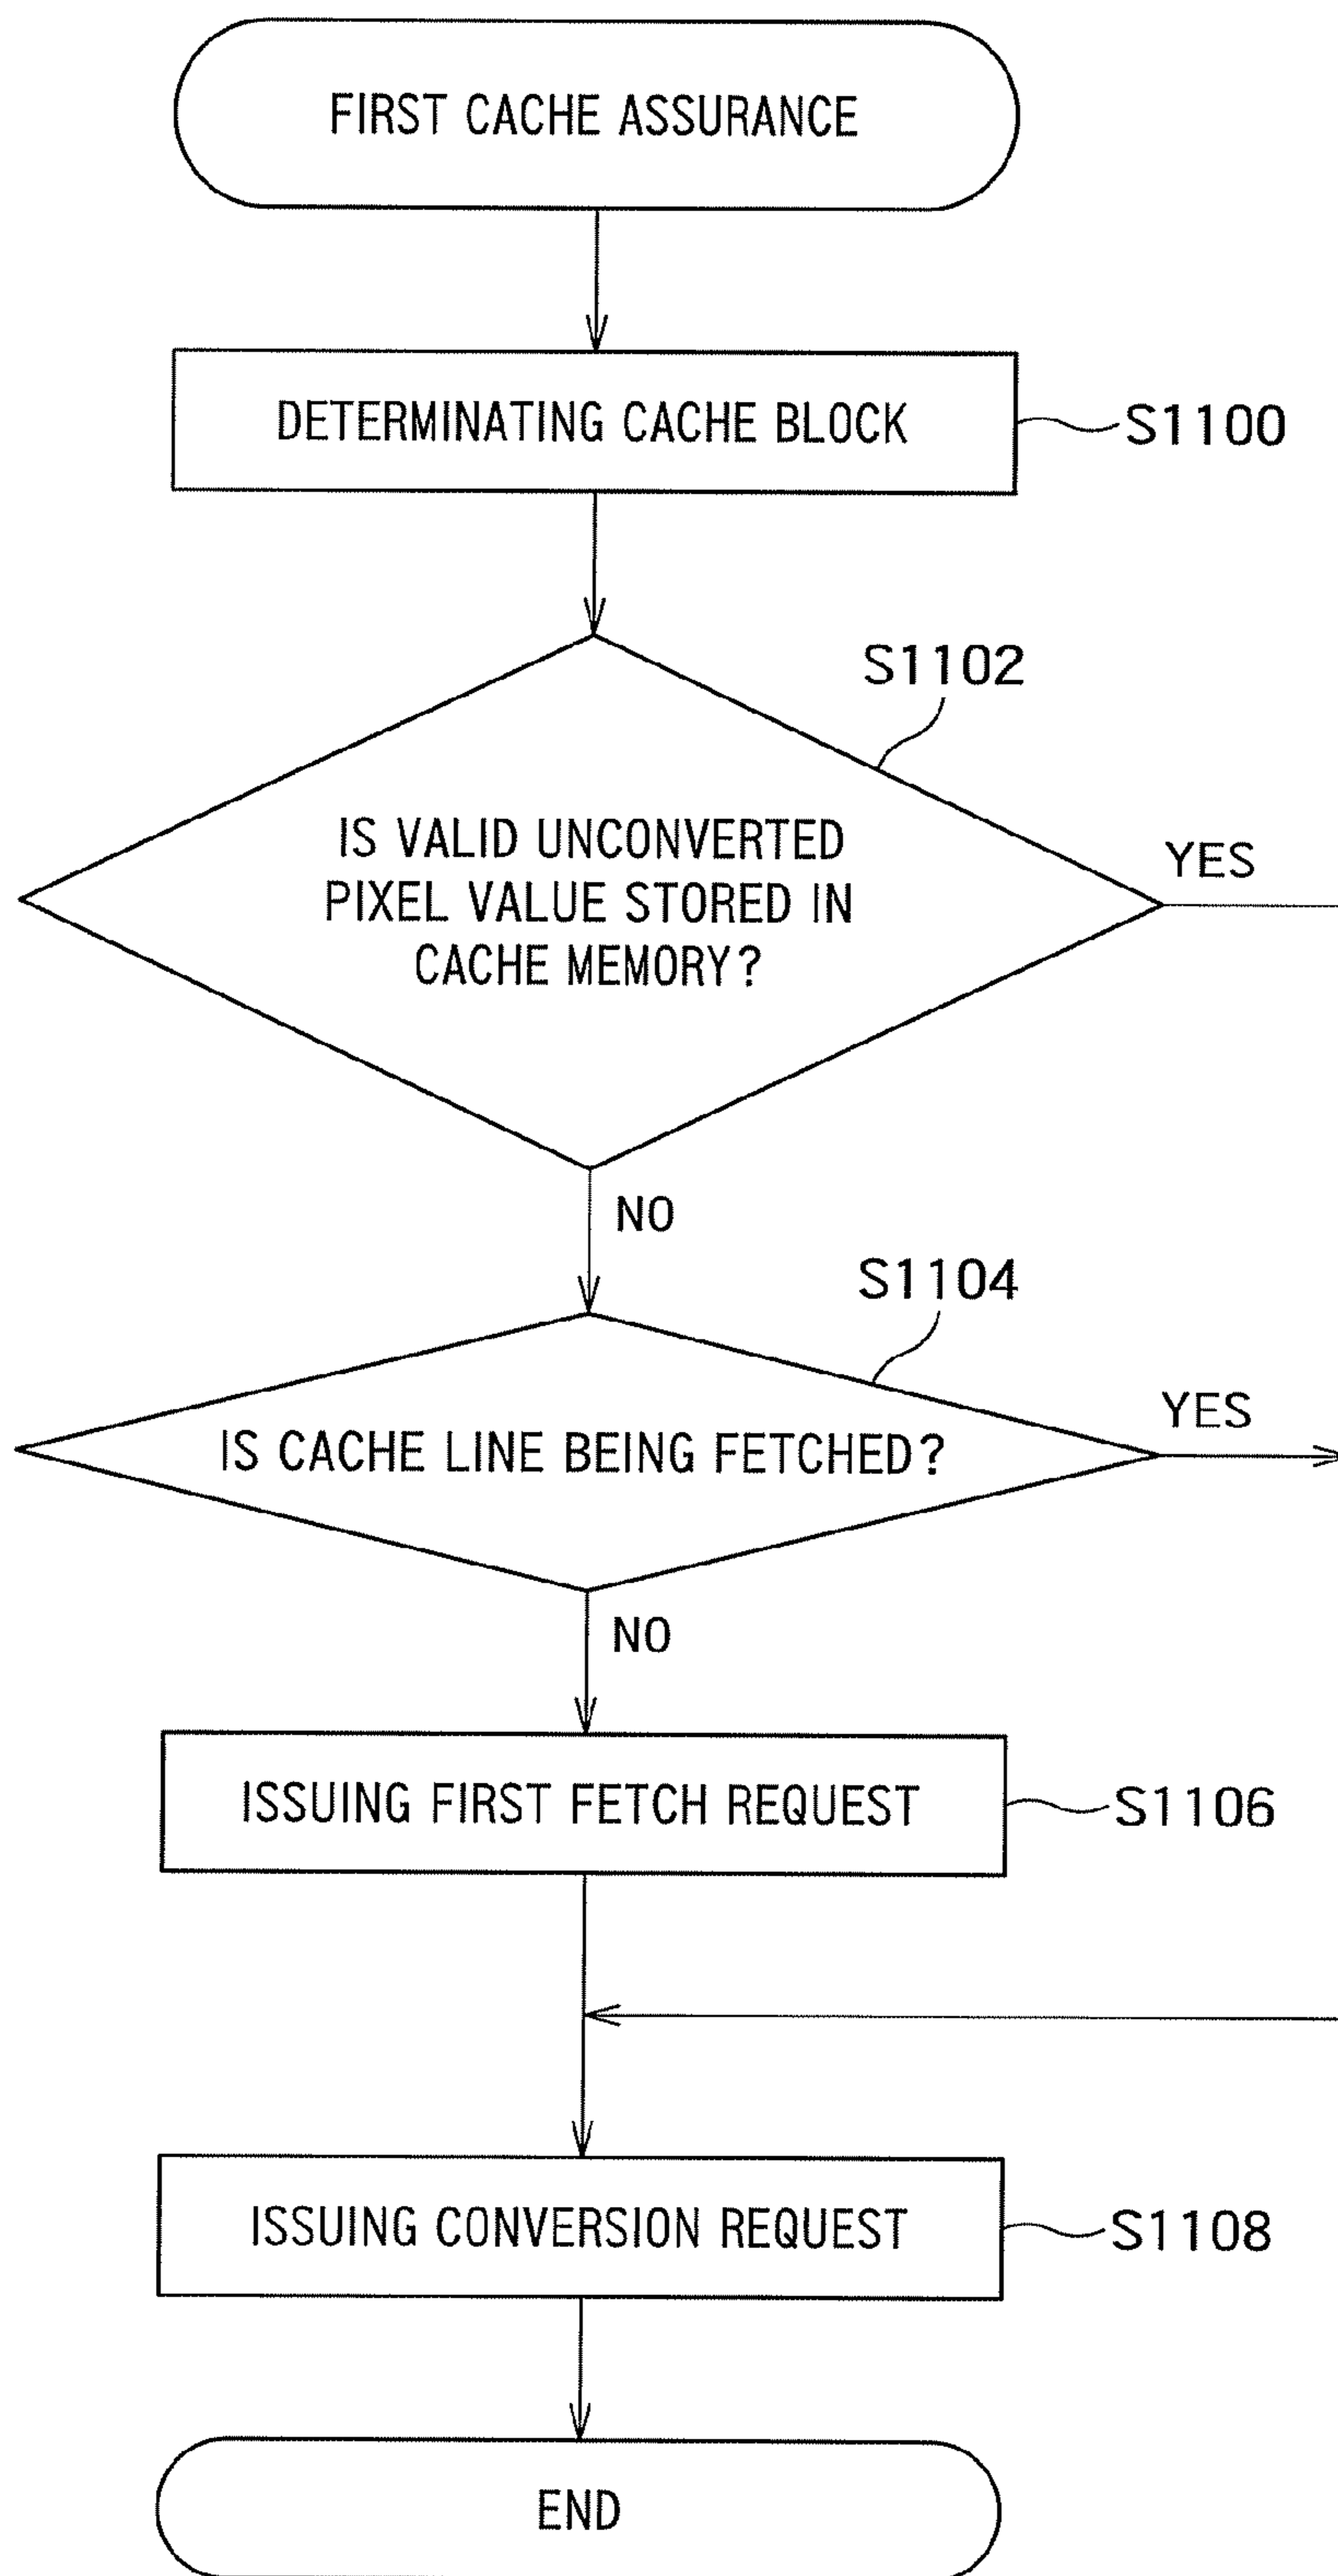 FIRST CACHE ASSURANCE
DETERMINATING CACHE BLOCK
S1100
S1102
IS VALID UNCONVERTED
PIXEL VALUE STORED IN
CACHE MEMORY?
YES
NO
S1104
IS CACHE LINE BEING FETCHED?
YES
NO
ISSUING FIRST FETCH REQUEST
S1106
ISSUING CONVERSION REQUEST
S1108
END